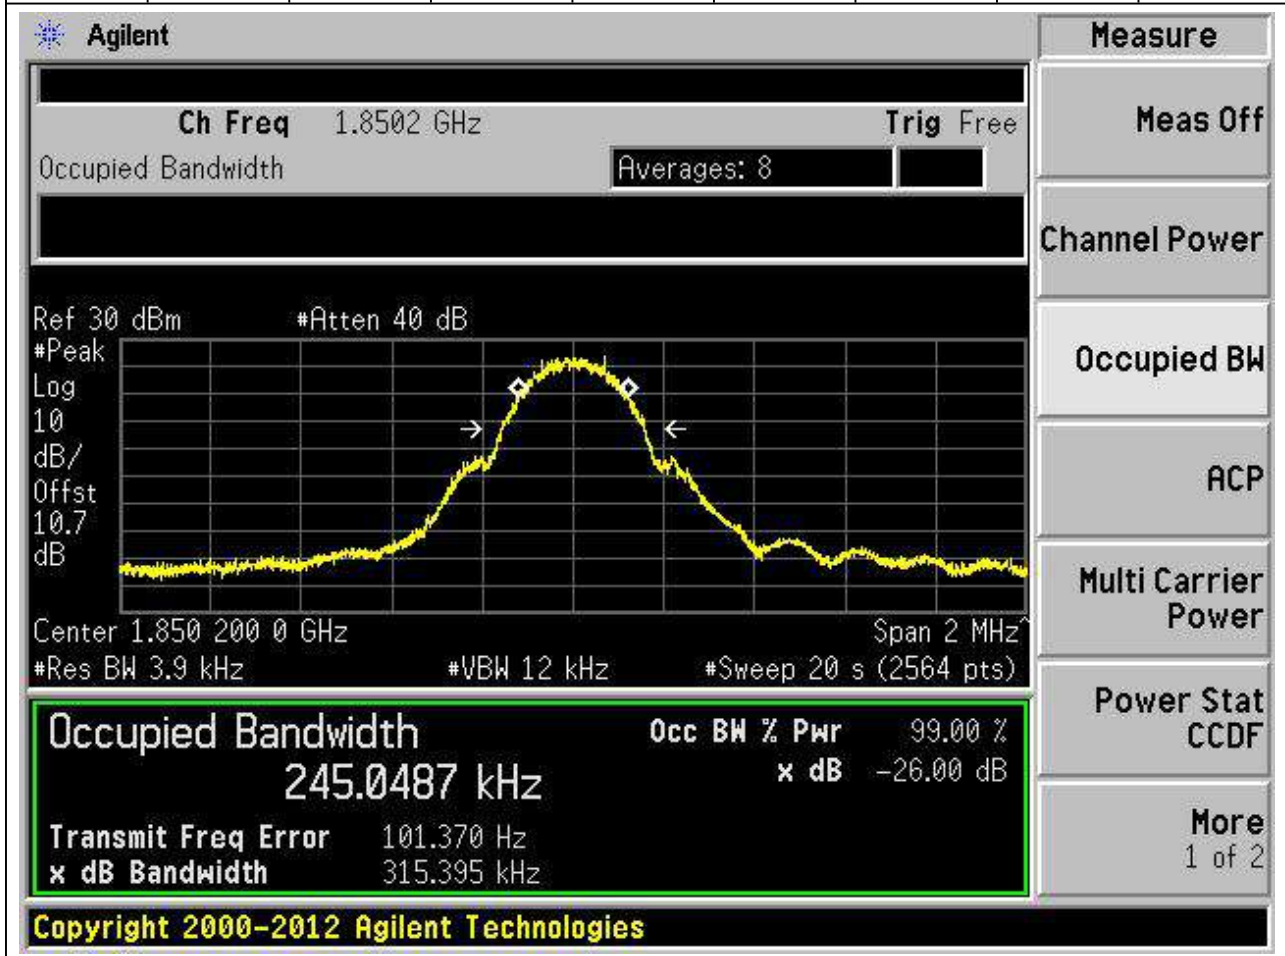 Agilent
Measure
Ch Freq 1.8502 GHz Trig Free
Meas Off
Occupied Bandwidth Averages: 8
Channel Power
Ref 30 dBm #Atten 40 dB
#Peak
Log
10
dB/
Offst
10.7
dB
Occupied BW
ACP
Center 1.850 200 0 GHz Span 2 MHz^
#Res BW 3.9 kHz #VBW 12 kHz #Sweep 20 s (2564 pts)
Multi Carrier
Power
Occupied Bandwidth
245.0487 kHz
Occ BW % Pwr 99.00 %
x dB -26.00 dB
Transmit Freq Error 101.370 Hz
x dB Bandwidth 315.395 kHz
Power Stat
CCDF
More
1 of 2
Copyright 2000-2012 Agilent Technologies